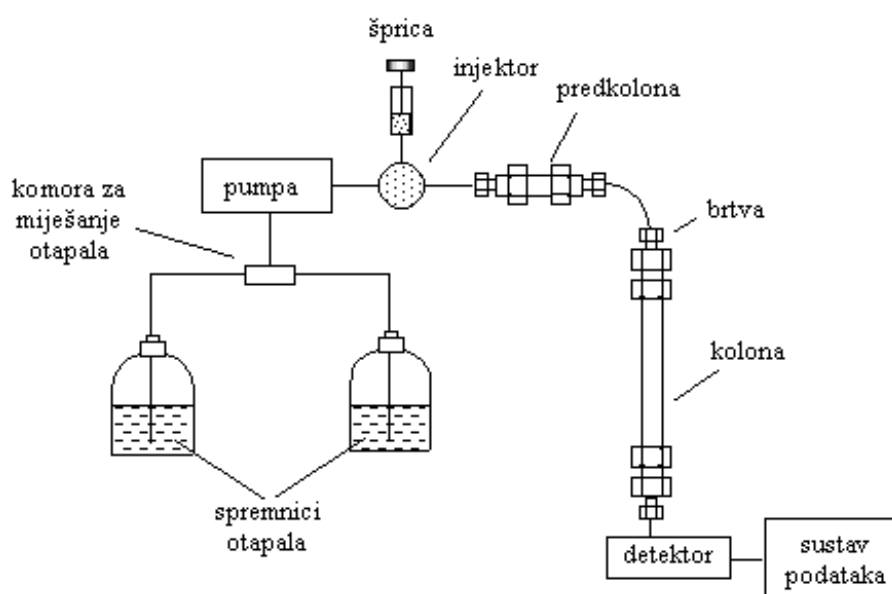 šprica
injektor
predkolona
pumpa
komora za
miješanje
otapala
brtva
kolona
spremnici
otapala
detektor
sustav
podataka